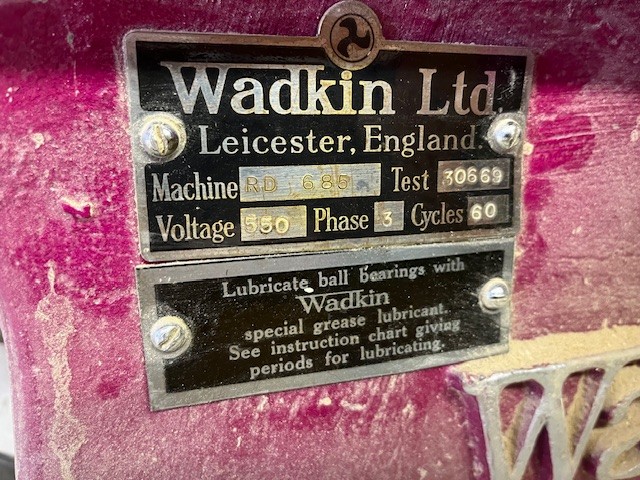 Wadkin Ltd.
Leicester, England.
Machine RD 685 Test 30669
Voltage 550 Phase 3 Cycles 60
Lubricate ball bearings with
Wadkin
special grease lubricant.
See instruction chart giving
periods for lubricating.
Wa